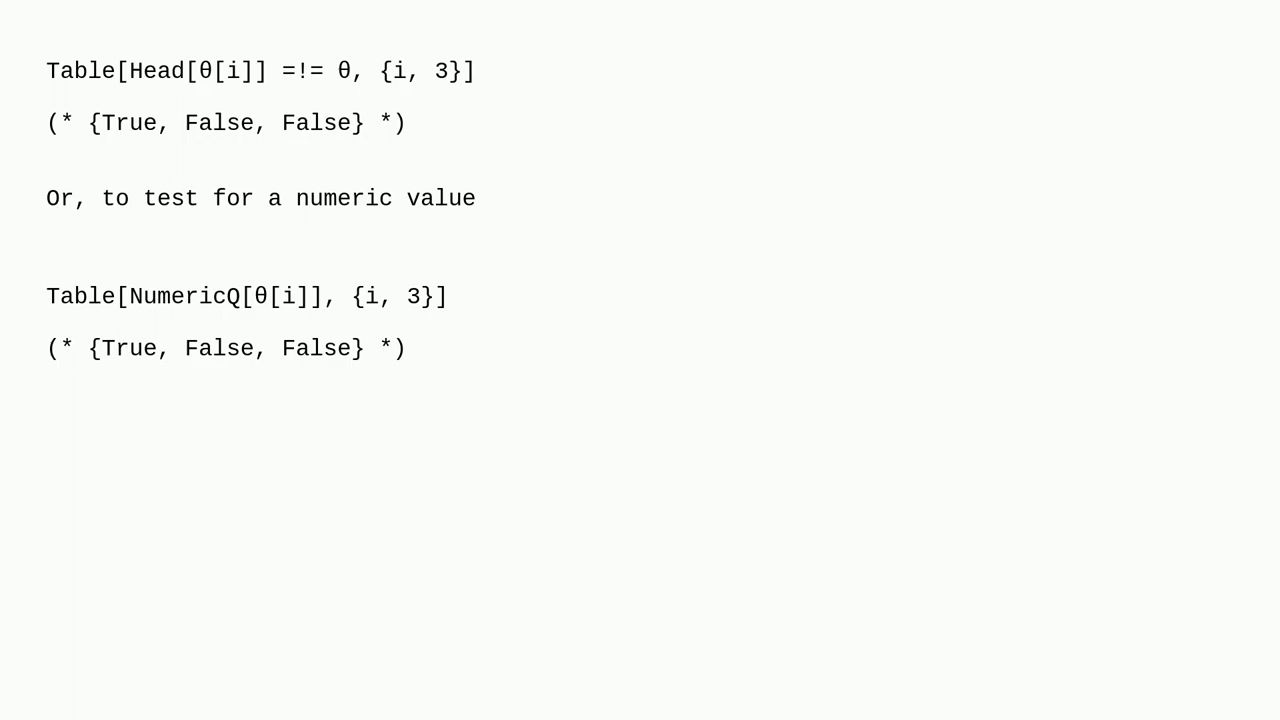 Table[Head[θ[i]] =!= θ, {i, 3}]
(* {True, False, False} *)
Or, to test for a numeric value
Table[NumericQ[θ[i]], {i, 3}]
(* {True, False, False} *)